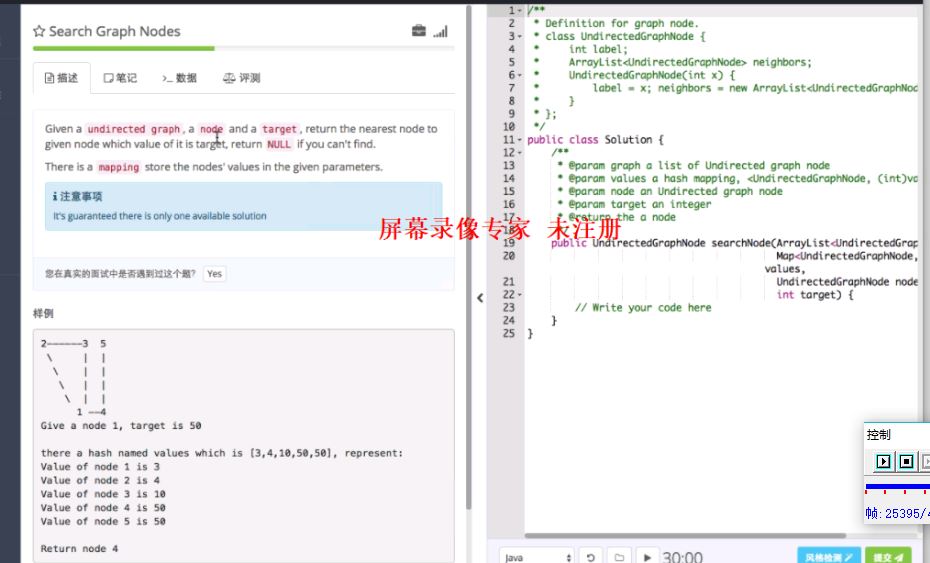 Search Graph Nodes
描述 笔记 >_ 数据 评测
Given a undirected graph, a node and a target, return the nearest node to
given node which value of it is target, return NULL if you can't find.
There is a mapping store the nodes' values in the given parameters.
注意事项
It's guaranteed there is only one available solution
您在真实的面试中是否遇到过这个题? Yes
样例
2------3  5
 \     |  |
  \    |  |
   \   |  |
    \  |  |
      1 --4
Give a node 1, target is 50
there a hash named values which is [3,4,10,50,50], represent:
Value of node 1 is 3
Value of node 2 is 4
Value of node 3 is 10
Value of node 4 is 50
Value of node 5 is 50
Return node 4
1 /**
2 * Definition for graph node.
3 * class UndirectedGraphNode {
4 *     int label;
5 *     ArrayList<UndirectedGraphNode> neighbors;
6 *     UndirectedGraphNode(int x) {
7 *         label = x; neighbors = new ArrayList<UndirectedGraphNod
8 *     }
9 * };
10 */
11 public class Solution {
12 /**
13 * @param graph a list of Undirected graph node
14 * @param values a hash mapping, <UndirectedGraphNode, (int)va
15 * @param node an Undirected graph node
16 * @param target an integer
17 * @return the a node
屏幕录像专家 未注册
19 public UndirectedGraphNode searchNode(ArrayList<UndirectedGrap
20 Map<UndirectedGraphNode,
values,
21 UndirectedGraphNode node
22 int target) {
23 // Write your code here
24 }
25 }
控制
帧:25395/
Java 30:00 风格检测 提交